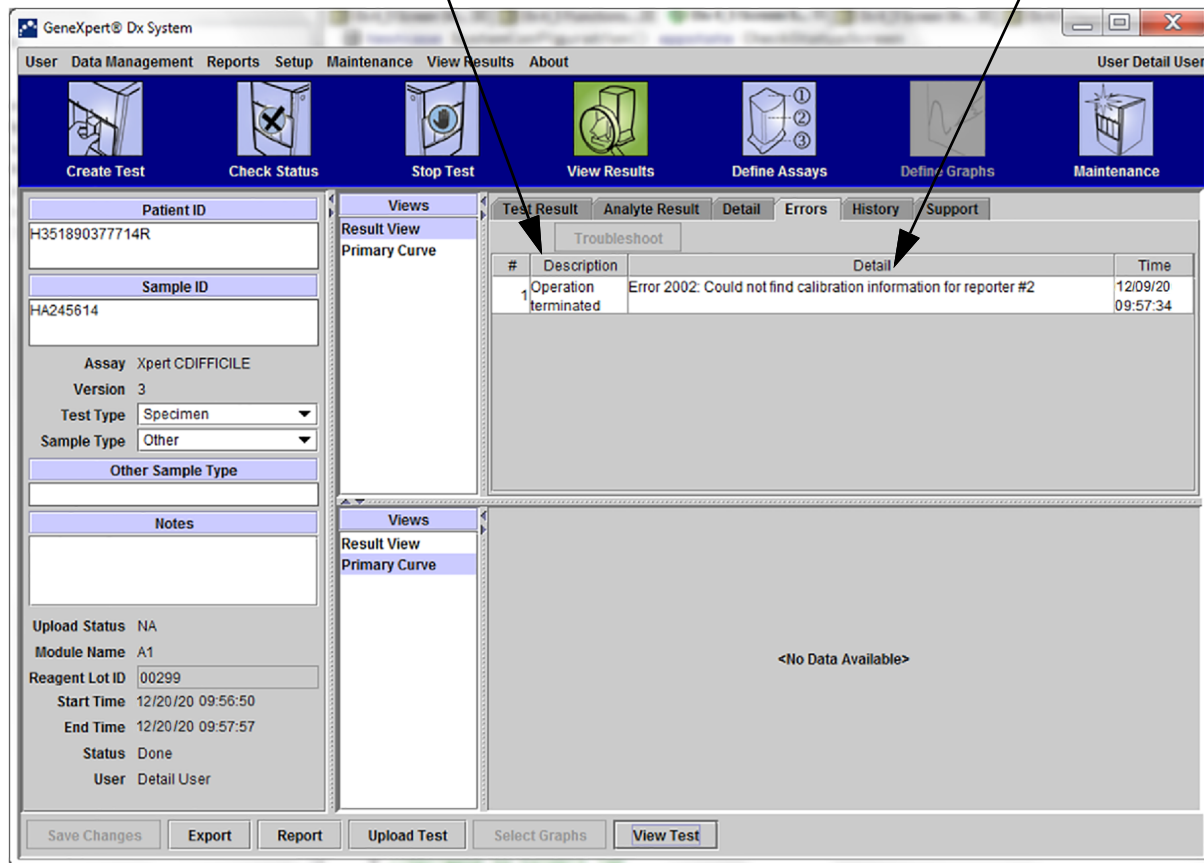 GeneXpert® Dx System
User Data Management Reports Setup Maintenance View Results About User Detail User
Create Test Check Status Stop Test View Results Define Assays Define Graphs Maintenance
Patient ID
H351890377714R
Sample ID
HA245614
Assay Xpert CDIFFICILE
Version 3
Test Type Specimen
Sample Type Other
Other Sample Type
Notes
Upload Status NA
Module Name A1
Reagent Lot ID 00299
Start Time 12/20/20 09:56:50
End Time 12/20/20 09:57:57
Status Done
User Detail User
Views
Result View
Primary Curve
Test Result Analyte Result Detail Errors History Support
Troubleshoot
# Description Detail Time
1 Operation terminated Error 2002: Could not find calibration information for reporter #2 12/09/20 09:57:34
Views
Result View
Primary Curve
<No Data Available>
Save Changes Export Report Upload Test Select Graphs View Test